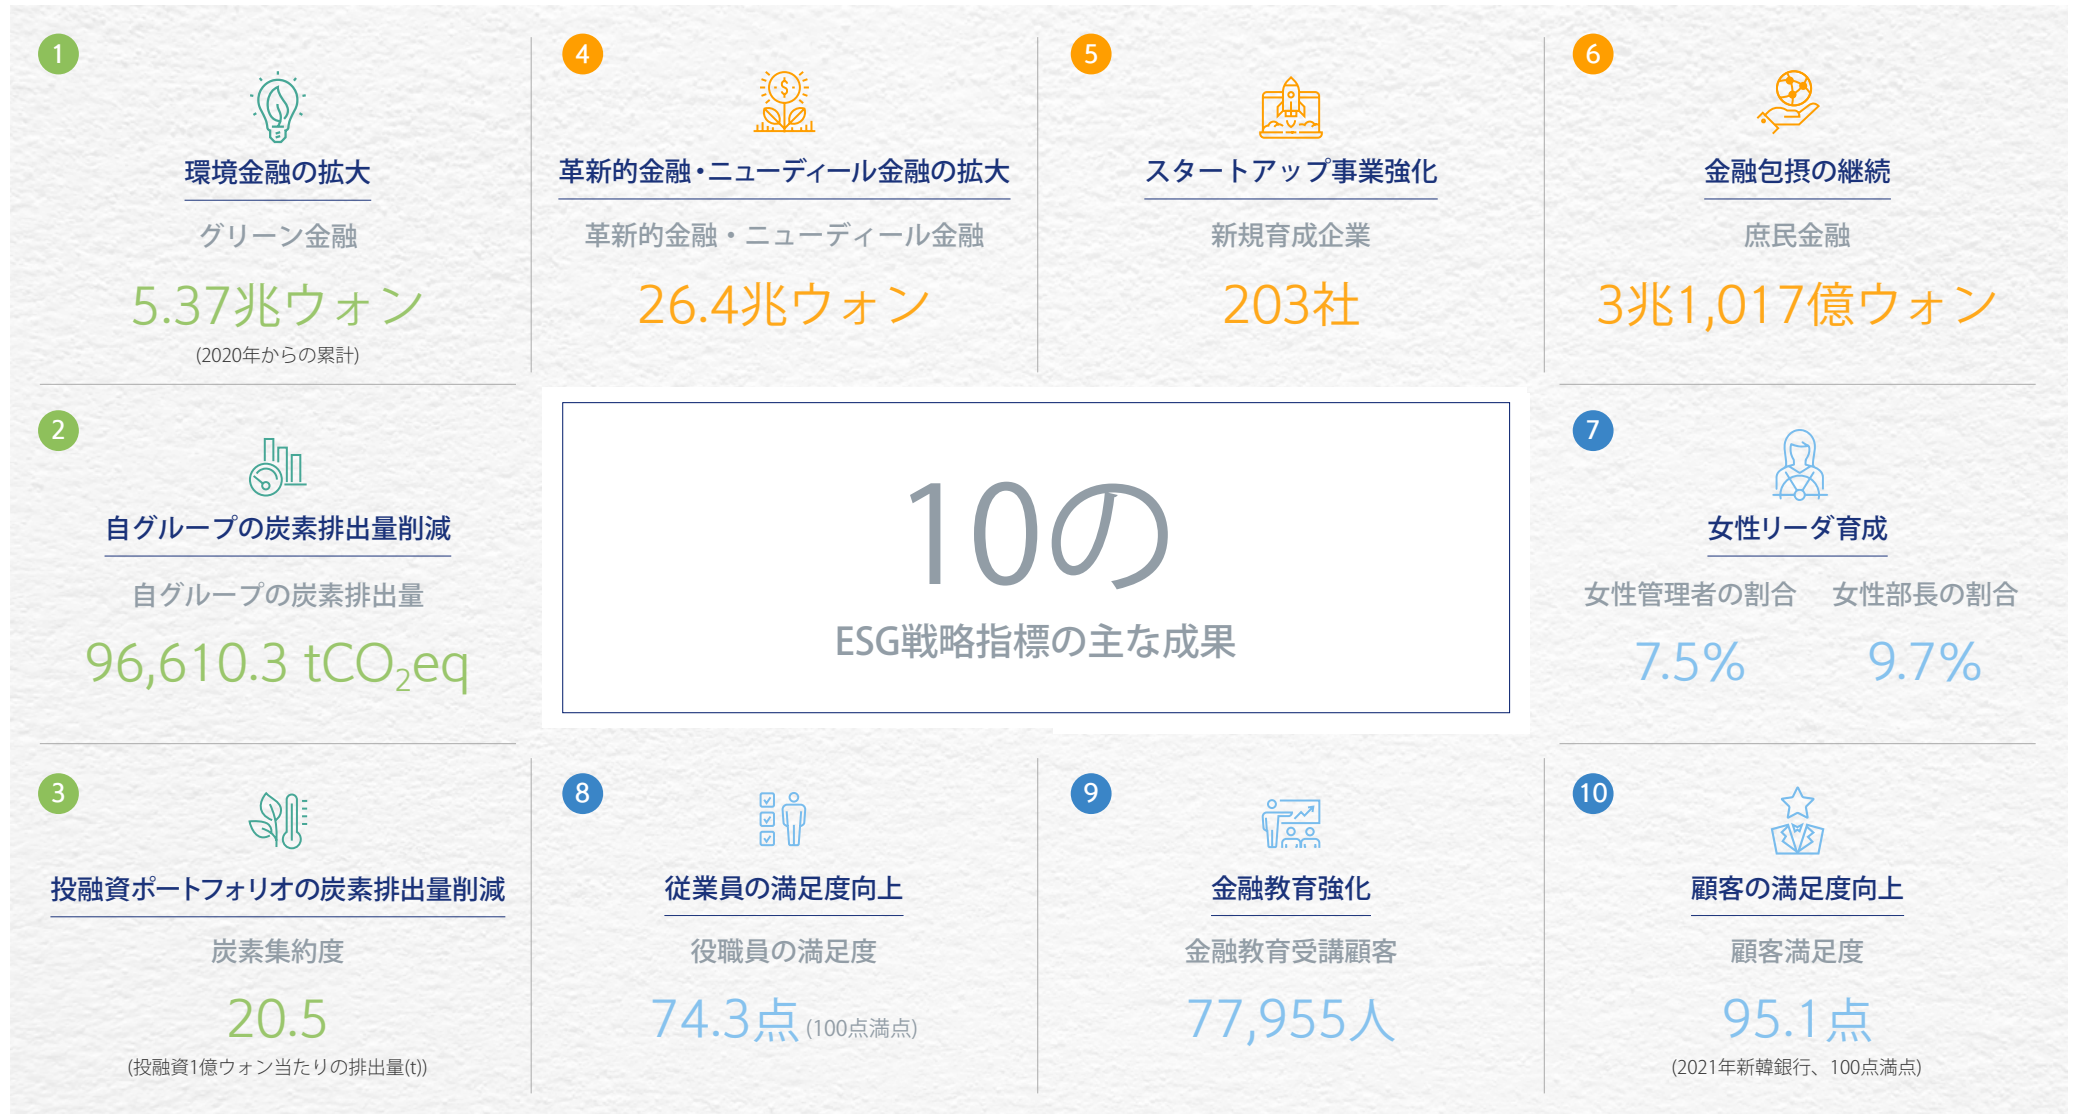 1
環境金融の拡大
グリーン金融
5.37兆ウォン
(2020年からの累計)
2
自グループの炭素排出量削減
自グループの炭素排出量
96,610.3 tCO₂eq
3
投融資ポートフォリオの炭素排出量削減
炭素集約度
20.5
(投融資1億ウォン当たりの排出量(t))
4
革新的金融・ニューディール金融の拡大
革新的金融・ニューディール金融
26.4兆ウォン
5
スタートアップ事業強化
新規育成企業
203社
6
金融包摂の継続
庶民金融
3兆1,017億ウォン
10の
ESG戦略指標の主な成果
7
女性リーダ育成
女性管理者の割合 女性部長の割合
7.5% 9.7%
8
従業員の満足度向上
役職員の満足度
74.3点 (100点満点)
9
金融教育強化
金融教育受講顧客
77,955人
10
顧客の満足度向上
顧客満足度
95.1点
(2021年新韓銀行、100点満点)